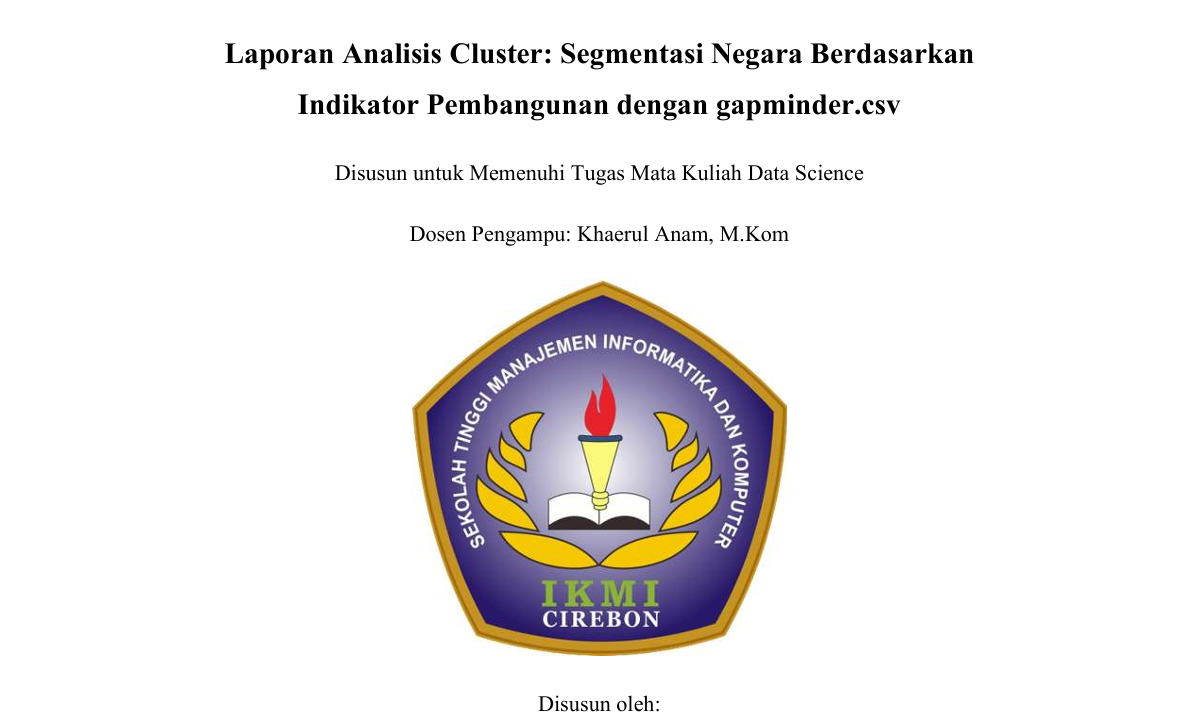 Laporan Analisis Cluster: Segmentasi Negara Berdasarkan
Indikator Pembangunan dengan gapminder.csv
Disusun untuk Memenuhi Tugas Mata Kuliah Data Science
Dosen Pengampu: Khaerul Anam, M.Kom
SEKOLAH TINGGI MANAJEMEN INFORMATIKA DAN KOMPUTER
IKMI
CIREBON
Disusun oleh: